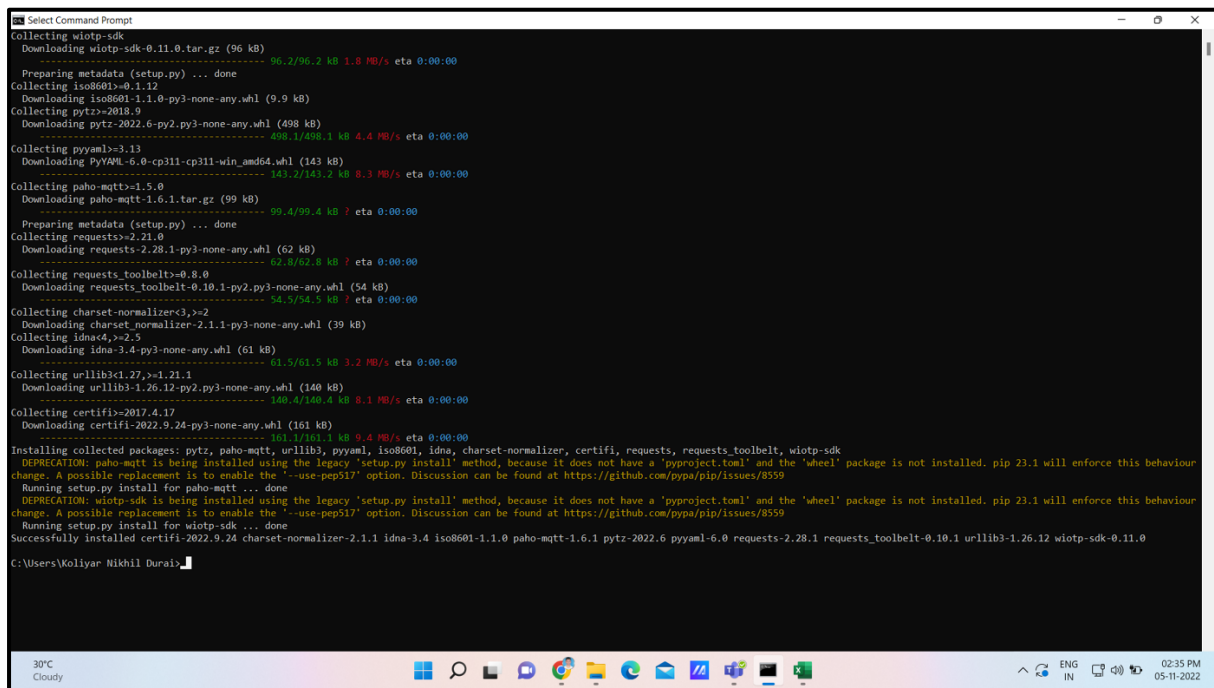 Select Command Prompt
Collecting wiotp-sdk
Downloading wiotp-sdk-0.11.0.tar.gz (96 kB)
---------------------------------------- 96.2/96.2 kB 1.8 MB/s eta 0:00:00
Preparing metadata (setup.py) ... done
Collecting iso8601>=0.1.12
Downloading iso8601-1.1.0-py3-none-any.whl (9.9 kB)
Collecting pytz>=2018.9
Downloading pytz-2022.6-py2.py3-none-any.whl (498 kB)
---------------------------------------- 498.1/498.1 kB 4.4 MB/s eta 0:00:00
Collecting pyyaml>=3.13
Downloading PyYAML-6.0-cp311-cp311-win_amd64.whl (143 kB)
---------------------------------------- 143.2/143.2 kB 8.3 MB/s eta 0:00:00
Collecting paho-mqtt>=1.5.0
Downloading paho-mqtt-1.6.1.tar.gz (99 kB)
---------------------------------------- 99.4/99.4 kB ? eta 0:00:00
Preparing metadata (setup.py) ... done
Collecting requests>=2.21.0
Downloading requests-2.28.1-py3-none-any.whl (62 kB)
---------------------------------------- 62.8/62.8 kB ? eta 0:00:00
Collecting requests_toolbelt>=0.8.0
Downloading requests_toolbelt-0.10.1-py2.py3-none-any.whl (54 kB)
---------------------------------------- 54.5/54.5 kB ? eta 0:00:00
Collecting charset-normalizer<3,>=2
Downloading charset_normalizer-2.1.1-py3-none-any.whl (39 kB)
Collecting idna<4,>=2.5
Downloading idna-3.4-py3-none-any.whl (61 kB)
---------------------------------------- 61.5/61.5 kB 3.2 MB/s eta 0:00:00
Collecting urllib3<1.27,>=1.21.1
Downloading urllib3-1.26.12-py2.py3-none-any.whl (140 kB)
---------------------------------------- 140.4/140.4 kB 8.1 MB/s eta 0:00:00
Collecting certifi>=2017.4.17
Downloading certifi-2022.9.24-py3-none-any.whl (161 kB)
---------------------------------------- 161.1/161.1 kB 9.4 MB/s eta 0:00:00
Installing collected packages: pytz, paho-mqtt, urllib3, pyyaml, iso8601, idna, charset-normalizer, certifi, requests, requests_toolbelt, wiotp-sdk
DEPRECATION: paho-mqtt is being installed using the legacy 'setup.py install' method, because it does not have a 'pyproject.toml' and the 'wheel' package is not installed. pip 23.1 will enforce this behaviour
change. A possible replacement is to enable the '--use-pep517' option. Discussion can be found at https://github.com/pypa/pip/issues/8559
Running setup.py install for paho-mqtt ... done
DEPRECATION: wiotp-sdk is being installed using the legacy 'setup.py install' method, because it does not have a 'pyproject.toml' and the 'wheel' package is not installed. pip 23.1 will enforce this behaviour
change. A possible replacement is to enable the '--use-pep517' option. Discussion can be found at https://github.com/pypa/pip/issues/8559
Running setup.py install for wiotp-sdk ... done
Successfully installed certifi-2022.9.24 charset-normalizer-2.1.1 idna-3.4 iso8601-1.1.0 paho-mqtt-1.6.1 pytz-2022.6 pyyaml-6.0 requests-2.28.1 requests_toolbelt-0.10.1 urllib3-1.26.12 wiotp-sdk-0.11.0
C:\Users\Koliyar Nikhil Durai>
30°C
Cloudy
ENG
IN
02:35 PM
05-11-2022